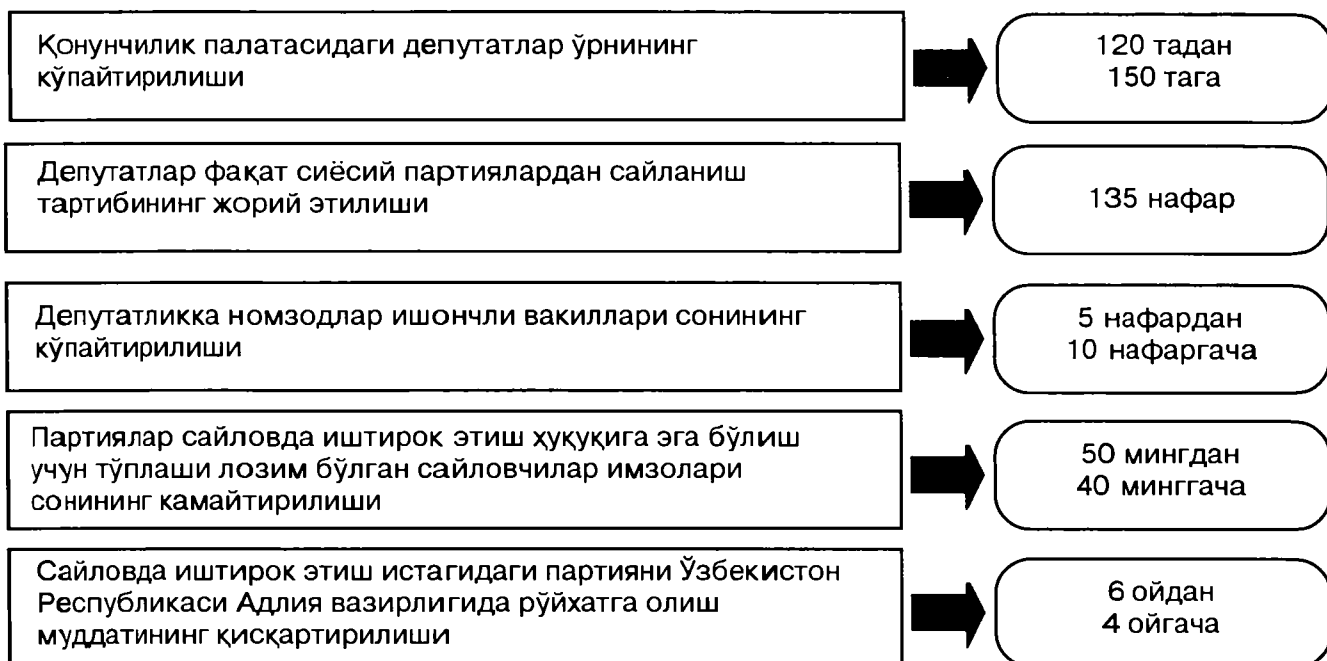 Қонунчилик палатасидаги депутатлар ўрнининг
кўпайтирилиши
120 тадан
150 тага
Депутатлар фақат сиёсий партиялардан сайланиш
тартибининг жорий этилиши
135 нафар
Депутатликка номзодлар ишончли вакиллари сонининг
кўпайтирилиши
5 нафардан
10 нафаргача
Партиялар сайловда иштирок этиш ҳуқуқига эга бўлиш
учун тўплаши лозим бўлган сайловчилар имзолари
сонининг камайтирилиши
50 мингдан
40 минггача
Сайловда иштирок этиш истагидаги партияни Ўзбекистон
Республикаси Адлия вазирлигида рўйхатга олиш
муддатининг қисқартирилиши
6 ойдан
4 ойгача